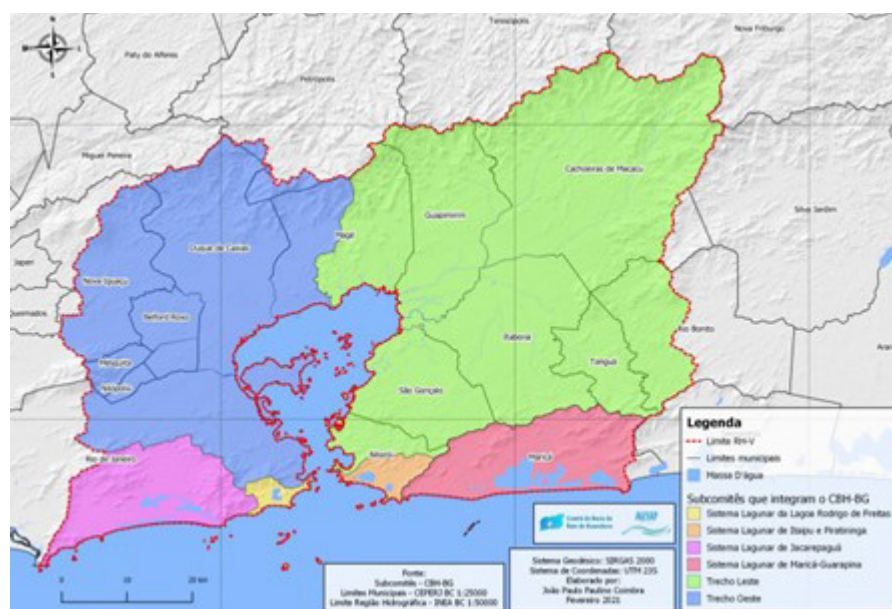 Teresópolis
Nova Friburgo
Paty do Alferes
Petrópolis
Miguel Pereira
Cachoeiras de Macacu
Guapimirim
Silva Jardim
Magé
Duque de Caxias
Japeri
Nova Iguaçu
Queimados
Belford Roxo
Rio Bonito
Itaboraí
Mesquita
Tanguá
Nilópolis
São Gonçalo
Niterói
Rio de Janeiro
Maricá
Legenda
Limite RH-V
Limites municipais
Massa D'água
Subcomitês que integram o CBH-BG
Sistema Lagunar da Lagoa Rodrigo de Freitas
Sistema Lagunar de Itaipu e Piratininga
Sistema Lagunar de Jacarepaguá
Sistema Lagunar de Maricá-Guarapina
Trecho Leste
Trecho Oeste
0 10 20 km
Fonte:
Subcomitês - CBH-BG
Limites Municipais - CEPERJ BC 1:25000
Limite Região Hidrográfica - INEA BC 1:50000
Sistema Geodésico: SIRGAS 2000
Sistema de Coordenadas: UTM 23S
Elaborado por:
João Paulo Paulino Coimbra
Fevereiro 2021
AGEVAP